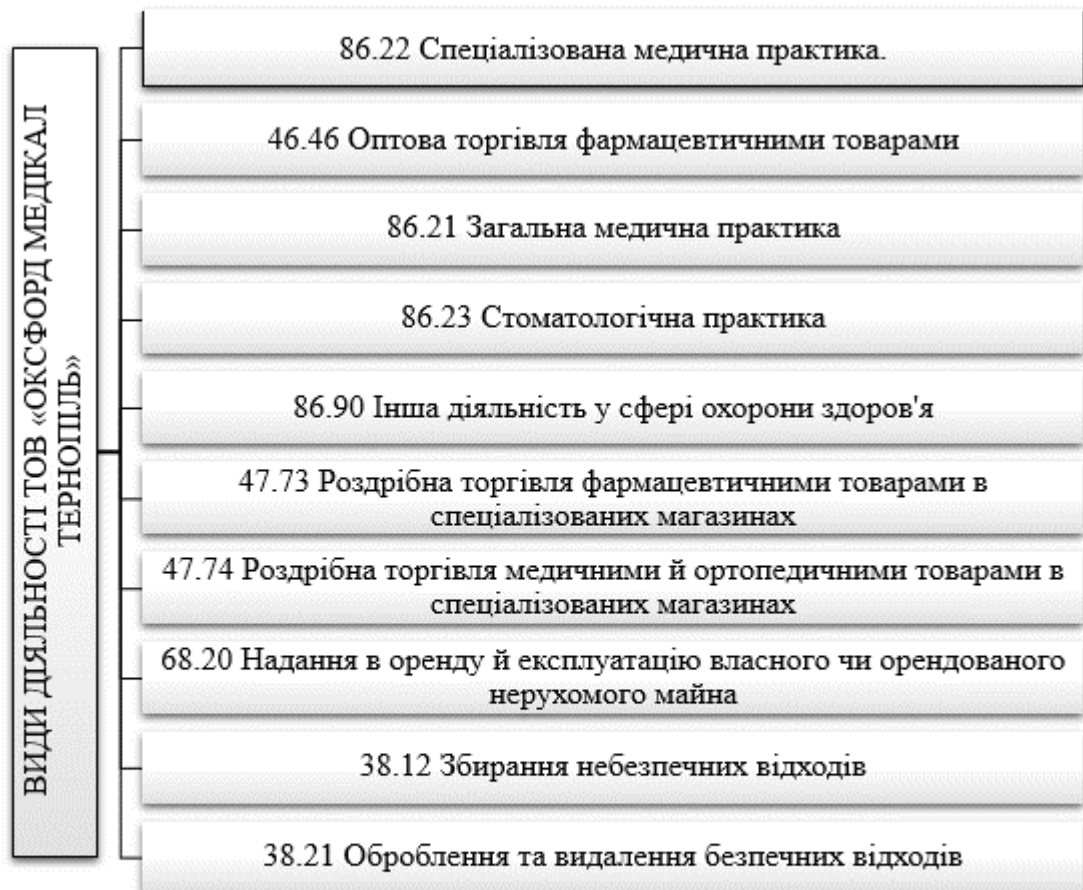 ВИДИ ДІЯЛЬНОСТІ ТОВ «ОКСФОРД МЕДІКАЛ
ТЕРНОПІЛЬ»
86.22 Спеціалізована медична практика.
46.46 Оптова торгівля фармацевтичними товарами
86.21 Загальна медична практика
86.23 Стоматологічна практика
86.90 Інша діяльність у сфері охорони здоров'я
47.73 Роздрібна торгівля фармацевтичними товарами в
спеціалізованих магазинах
47.74 Роздрібна торгівля медичними й ортопедичними товарами в
спеціалізованих магазинах
68.20 Надання в оренду й експлуатацію власного чи орендованого
нерухомого майна
38.12 Збирання небезпечних відходів
38.21 Оброблення та видалення безпечних відходів